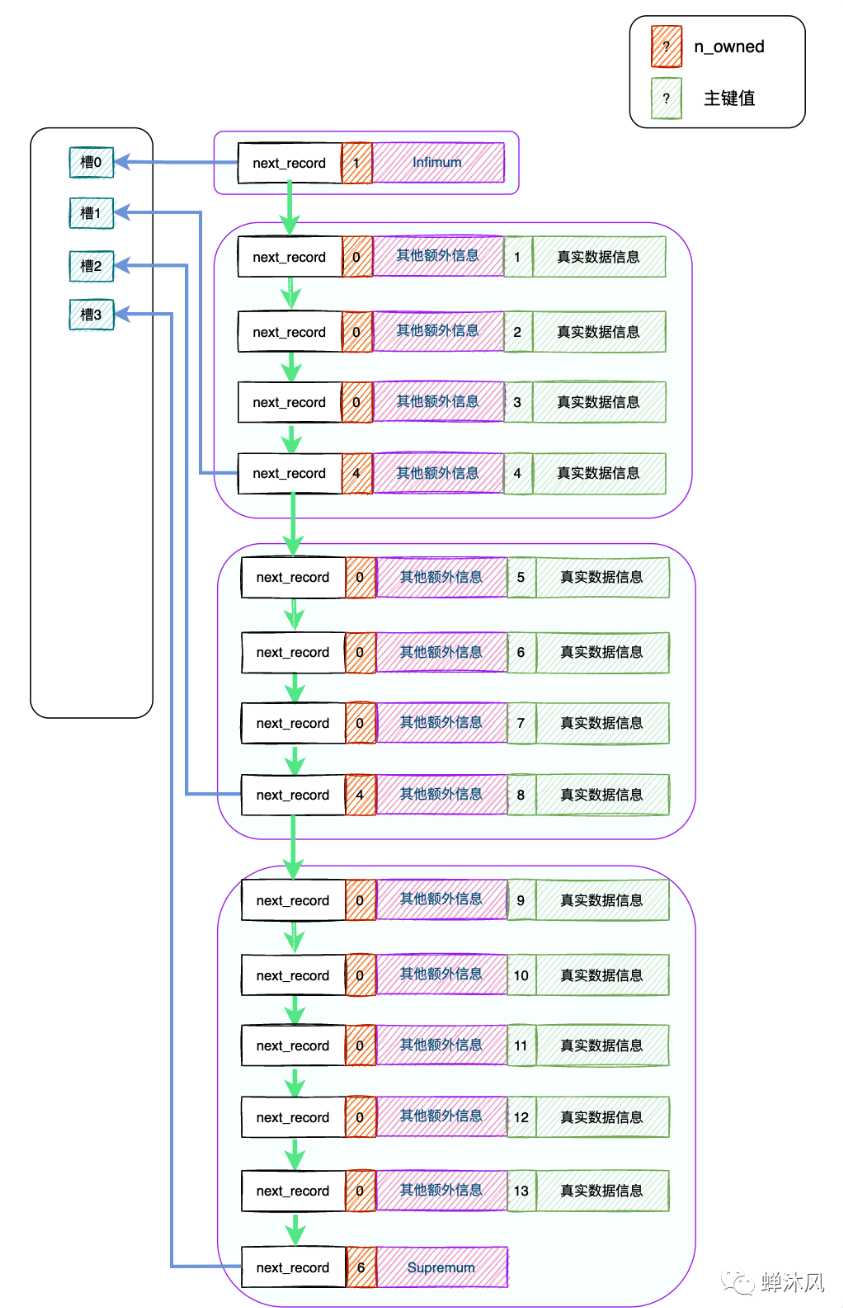 ? n_owned
? 主键值
槽0
槽1
槽2
槽3
next_record 1 Infimum
next_record 0 其他额外信息 1 真实数据信息
next_record 0 其他额外信息 2 真实数据信息
next_record 0 其他额外信息 3 真实数据信息
next_record 4 其他额外信息 4 真实数据信息
next_record 0 其他额外信息 5 真实数据信息
next_record 0 其他额外信息 6 真实数据信息
next_record 0 其他额外信息 7 真实数据信息
next_record 4 其他额外信息 8 真实数据信息
next_record 0 其他额外信息 9 真实数据信息
next_record 0 其他额外信息 10 真实数据信息
next_record 0 其他额外信息 11 真实数据信息
next_record 0 其他额外信息 12 真实数据信息
next_record 0 其他额外信息 13 真实数据信息
next_record 6 Supremum
蝉沐风